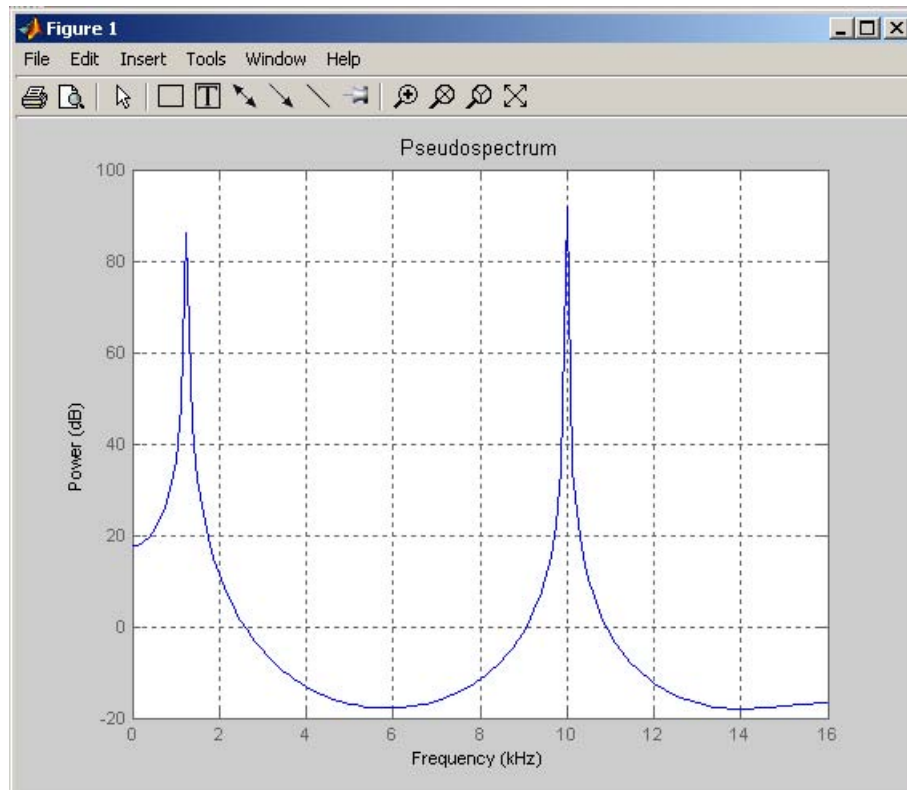 Figure 1
File Edit Insert Tools Window Help
T
Pseudospectrum
100
80
60
40
20
0
-20
Power (dB)
0 2 4 6 8 10 12 14 16
Frequency (kHz)